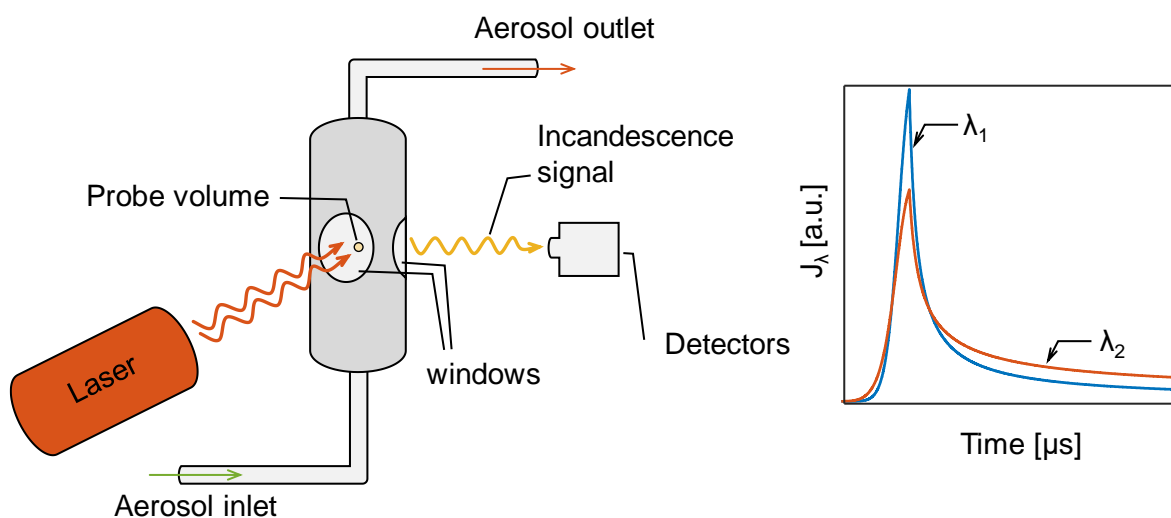 Aerosol outlet
Incandescence
signal
Probe volume
Laser
windows
Detectors
Aerosol inlet
λ1
λ2
Jλ [a.u.]
Time [µs]